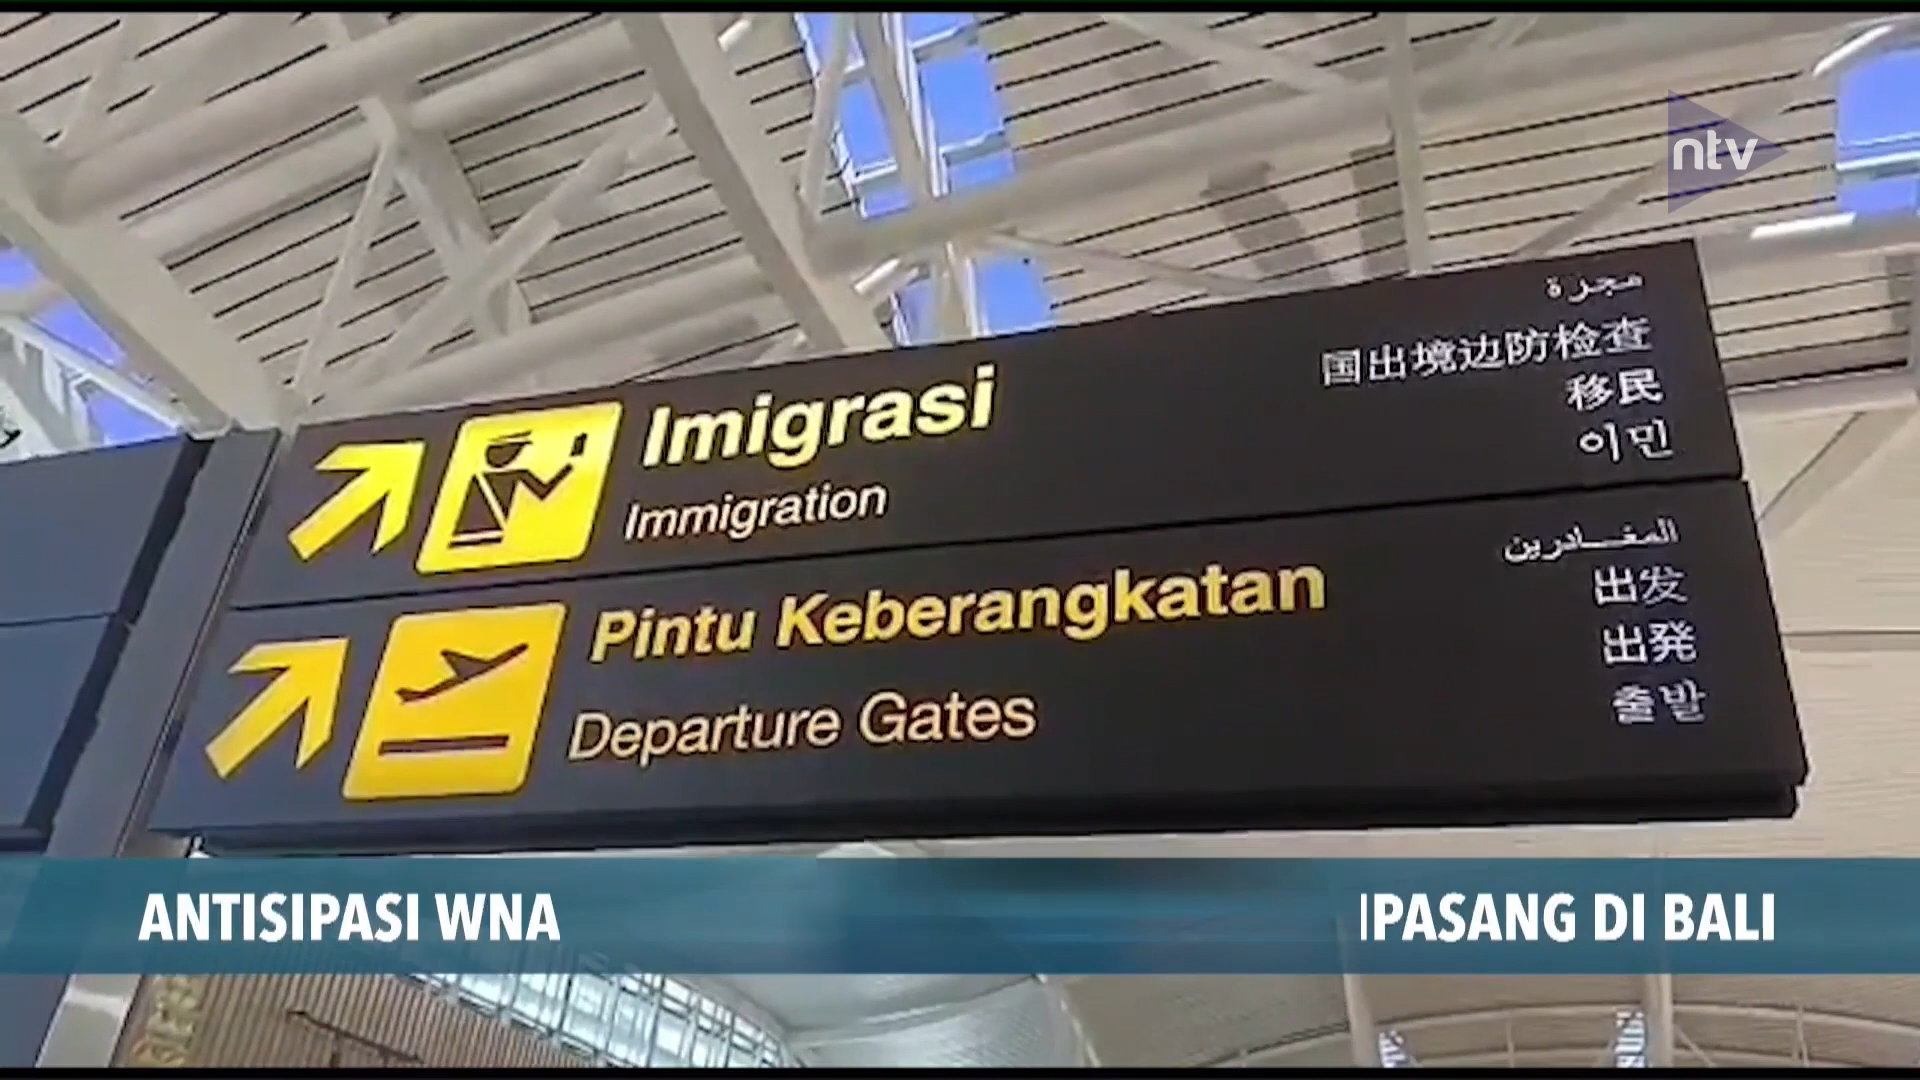 ntv
Imigrasi
Immigration
مجزة
国出境边防检查
移民
이민
Pintu Keberangkatan
Departure Gates
المغادرين
出发
出発
출발
ANTISIPASI WNA
IPASANG DI BALI